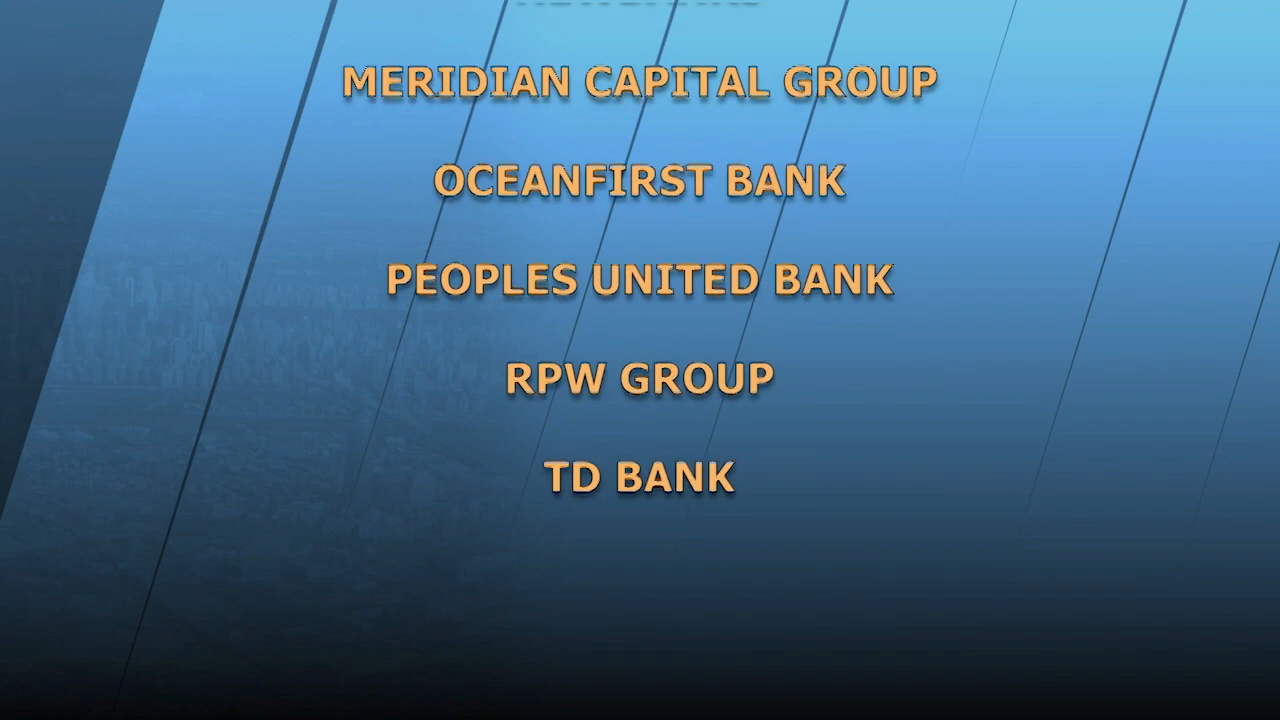 MERIDIAN CAPITAL GROUP
OCEANFIRST BANK
PEOPLES UNITED BANK
RPW GROUP
TD BANK